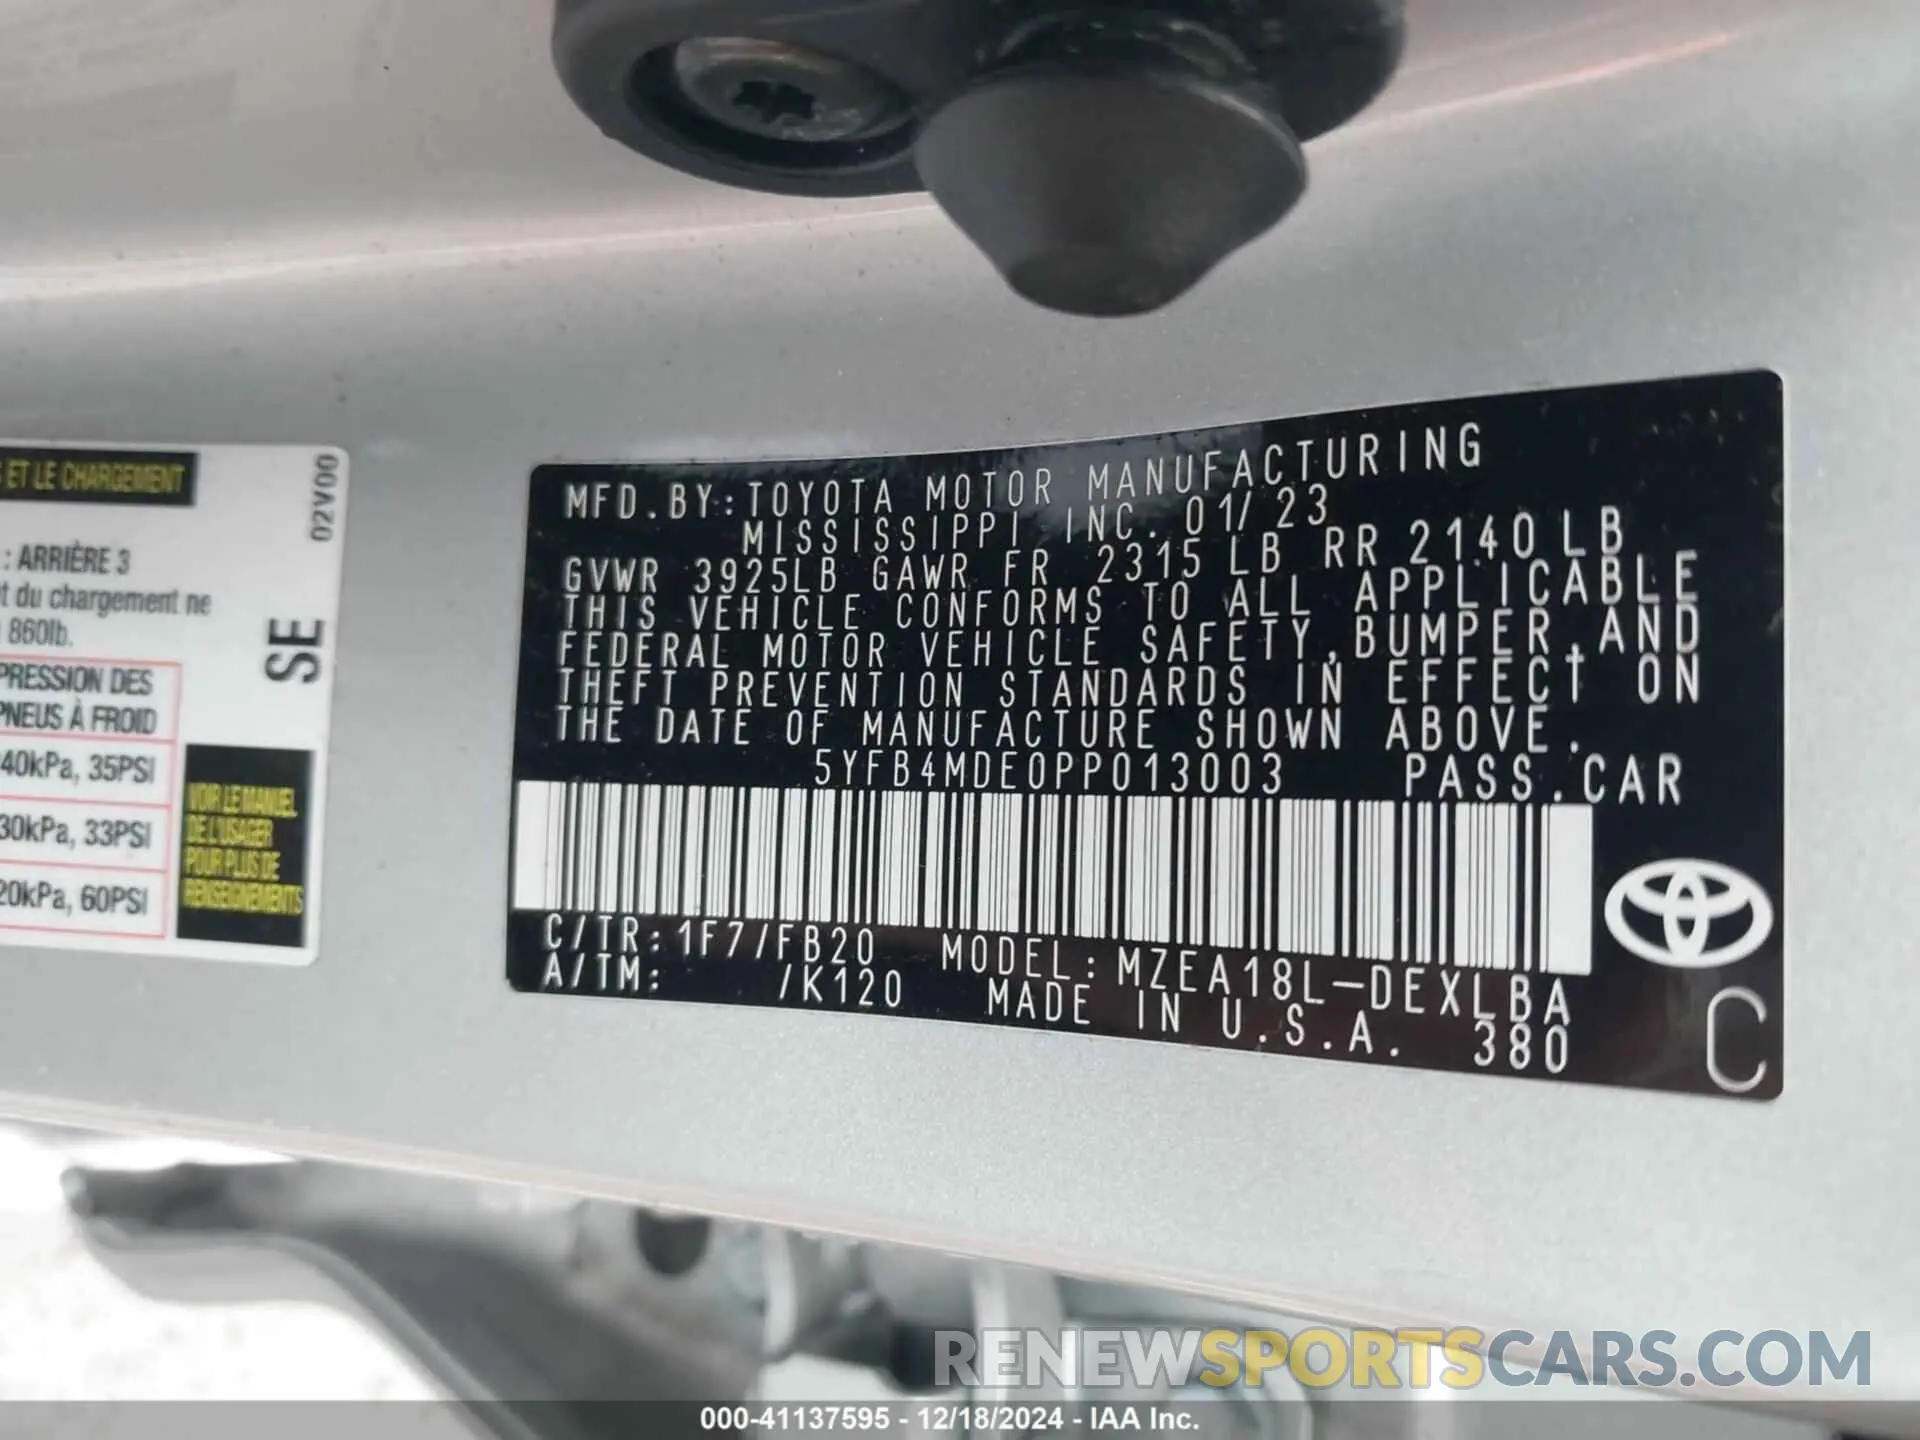 ET LE CHARGEMENT
02V00
: ARRIÈRE 3
t du chargement ne
860lb.
SE
PRESSION DES
PNEUS À FROID
40kPa, 35PSI
30kPa, 33PSI
20kPa, 60PSI
VOIR LE MANUEL
DE L'USAGER
POUR PLUS DE
RENSEIGNEMENTS
MFD.BY:TOYOTA MOTOR MANUFACTURING
MISSISSIPPI INC. 01/23
GVWR 3925LB GAWR FR 2315LB RR 2140LB
THIS VEHICLE CONFORMS TO ALL APPLICABLE
FEDERAL MOTOR VEHICLE SAFETY,BUMPER,AND
THEFT PREVENTION STANDARDS IN EFFECT ON
THE DATE OF MANUFACTURE SHOWN ABOVE.
5YFB4MDE0PP013003 PASS.CAR
C/TR:1F7/FB20 MODEL:MZEA18L-DEXLBA
A/TM: /K120 MADE IN U.S.A. 380
C
RENEWSPORTSCARS.COM
000-41137595 - 12/18/2024 - IAA Inc.